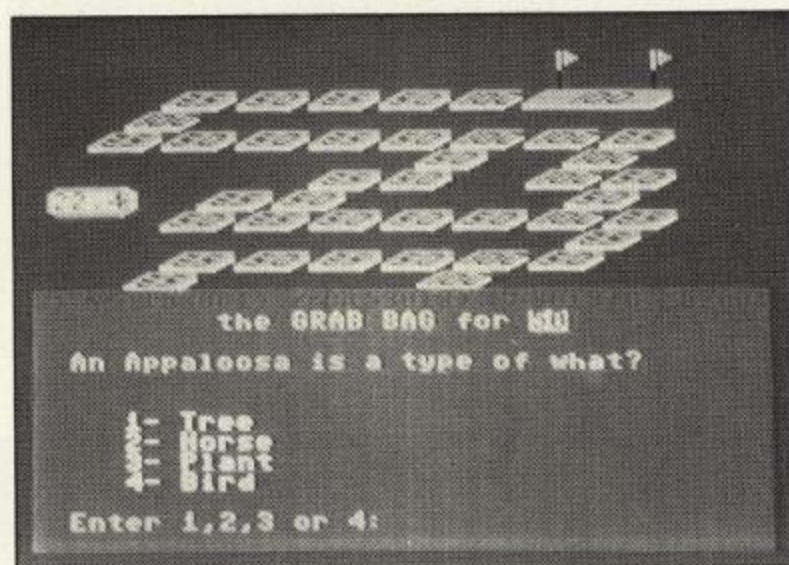 the GRAB BAG for
An Appaloosa is a type of what?
1- Tree
2- Horse
3- Plant
4- Bird
Enter 1,2,3 or 4: